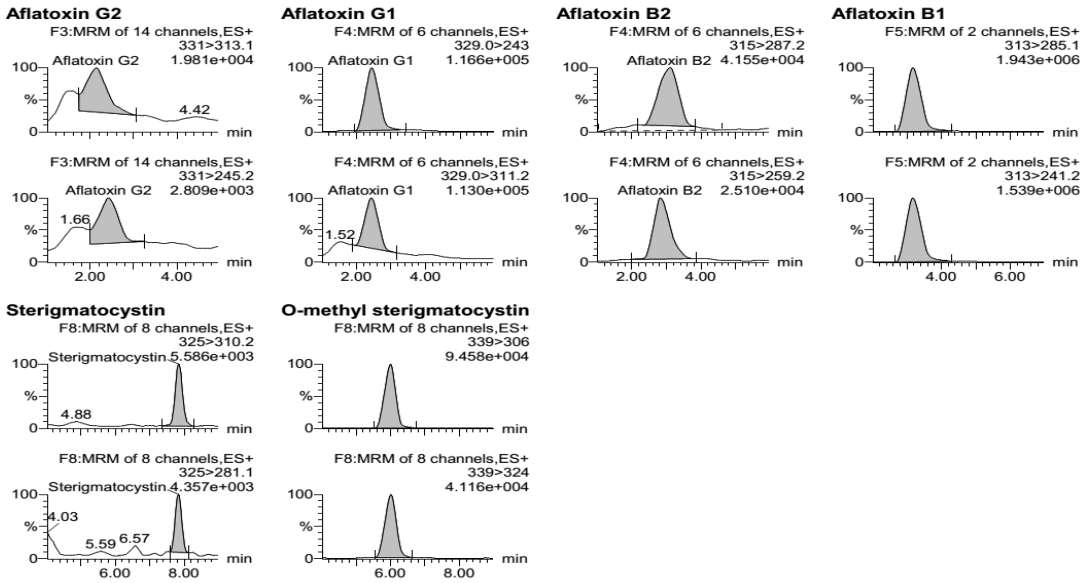 Aflatoxin G2
F3:MRM of 14 channels,ES+
331>313.1
1.981e+004
100
Aflatoxin G2
4.42
%
0
min
F3:MRM of 14 channels,ES+
331>245.2
2.809e+003
100
Aflatoxin G2
1.66
%
0
min
2.00 4.00
Aflatoxin G1
F4:MRM of 6 channels,ES+
329.0>243
1.166e+005
100
Aflatoxin G1
%
0
min
F4:MRM of 6 channels,ES+
329.0>311.2
1.130e+005
100
Aflatoxin G1
1.52
%
0
min
2.00 4.00
Aflatoxin B2
F4:MRM of 6 channels,ES+
315>287.2
4.155e+004
100
Aflatoxin B2
%
0
min
F4:MRM of 6 channels,ES+
315>259.2
2.510e+004
100
Aflatoxin B2
%
0
min
2.00 4.00
Aflatoxin B1
F5:MRM of 2 channels,ES+
313>285.1
1.943e+006
100
%
0
min
F5:MRM of 2 channels,ES+
313>241.2
1.539e+006
100
%
0
min
4.00 6.00
Sterigmatocystin
F8:MRM of 8 channels,ES+
325>310.2
Sterigmatocystin 5.586e+003
100
4.88
%
0
min
F8:MRM of 8 channels,ES+
325>281.1
Sterigmatocystin 4.357e+003
100
4.03
5.59 6.57
%
0
min
6.00 8.00
O-methyl sterigmatocystin
F8:MRM of 8 channels,ES+
339>306
9.458e+004
100
%
0
min
F8:MRM of 8 channels,ES+
339>324
4.116e+004
100
%
0
min
6.00 8.00